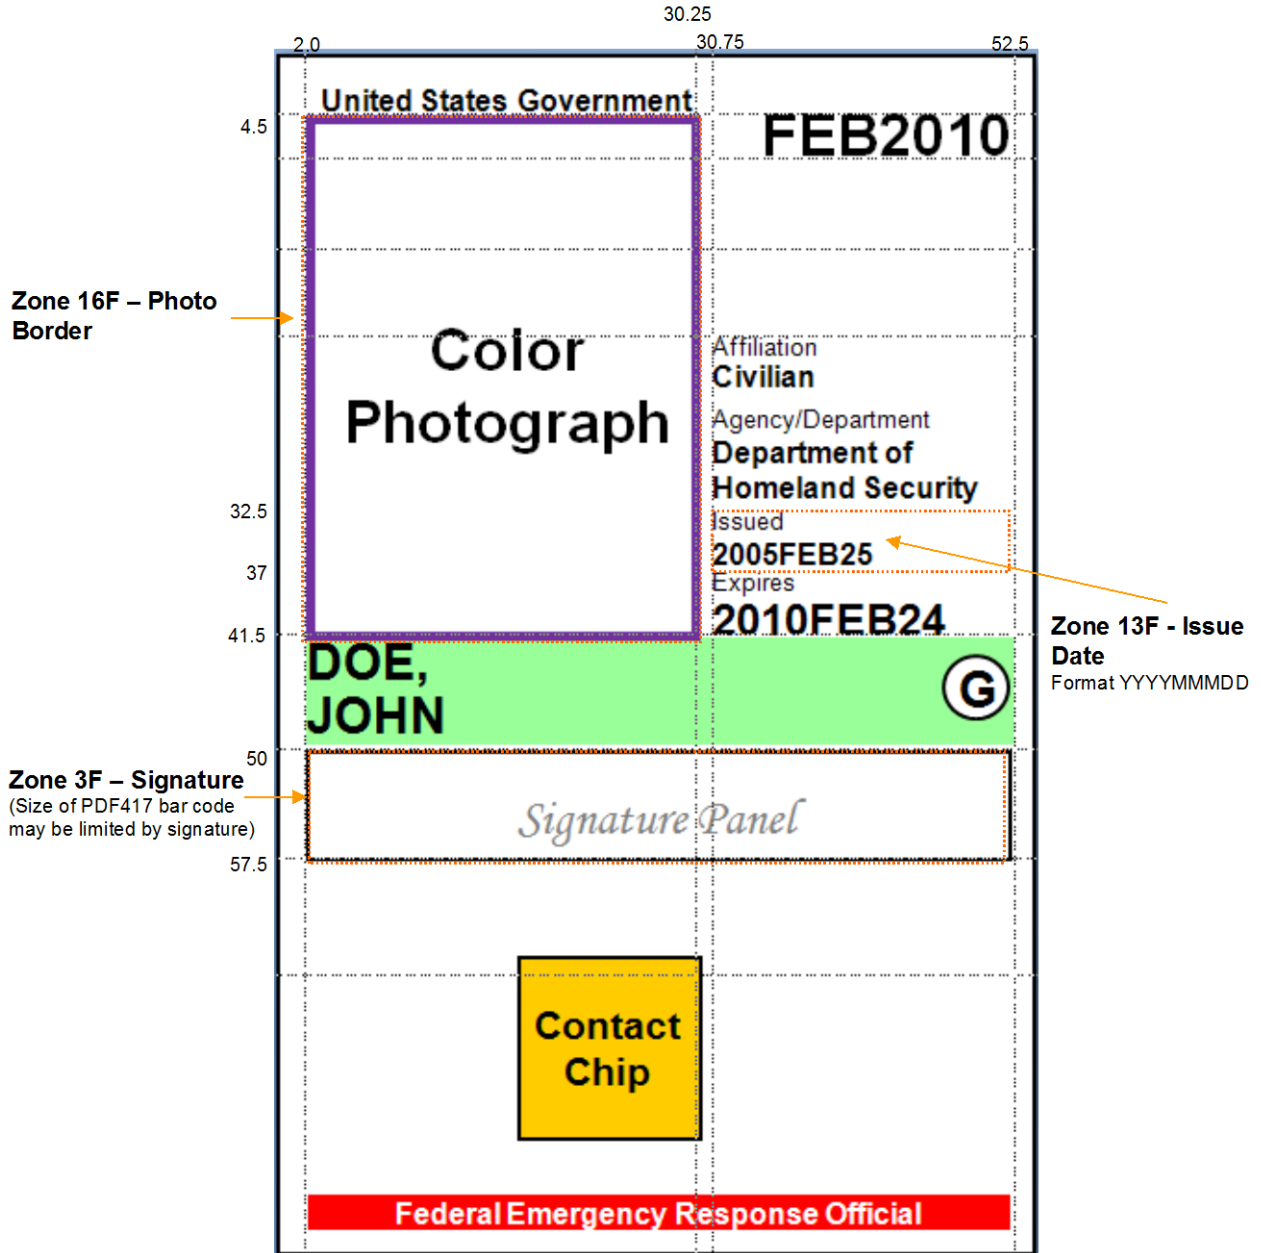 30.25
2.0
30.75
52.5
United States Government
4.5
FEB2010
Zone 16F – Photo
Border
Color
Photograph
Affiliation
Civilian
Agency/Department
Department of
Homeland Security
32.5
Issued
2005FEB25
37
Expires
2010FEB24
41.5
Zone 13F - Issue
Date
Format YYYYMMMDD
DOE,
JOHN
G
50
Zone 3F – Signature
(Size of PDF417 bar code
may be limited by signature)
Signature Panel
57.5
Contact
Chip
Federal Emergency Response Official